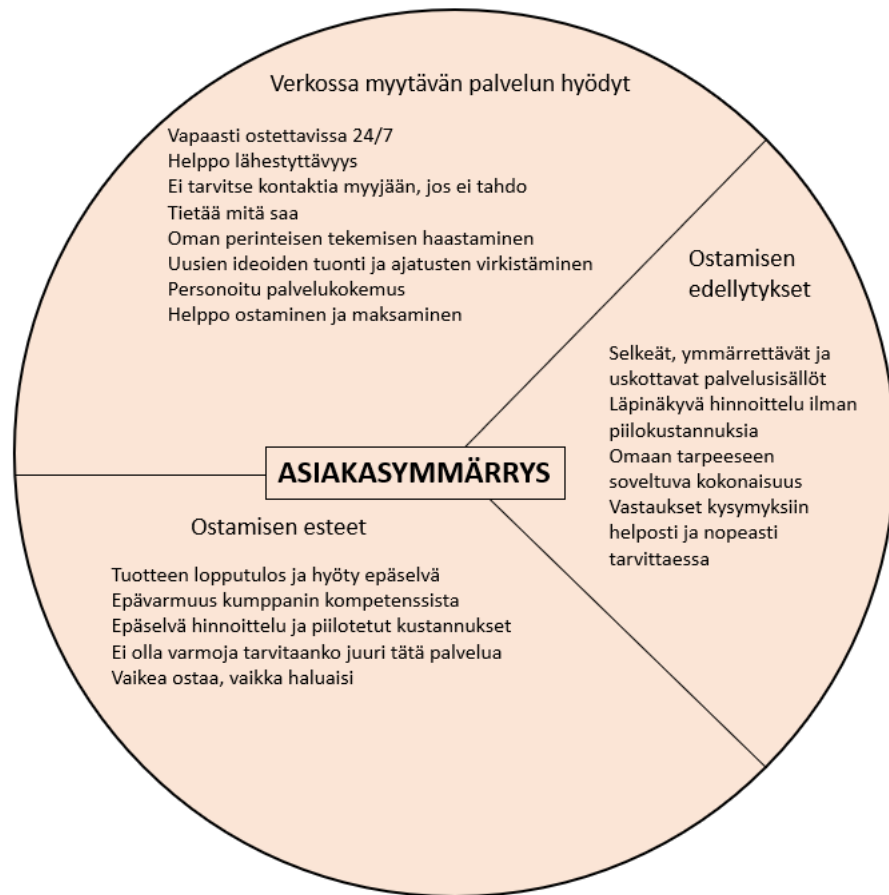 Verkossa myytävän palvelun hyödyt
Vapaasti ostettavissa 24/7
Helppo lähestyttävyys
Ei tarvitse kontaktia myyjään, jos ei tahdo
Tietää mitä saa
Oman perinteisen tekemisen haastaminen
Uusien ideoiden tuonti ja ajatusten virkistäminen
Personoitu palvelukokemus
Helppo ostaminen ja maksaminen
Ostamisen
edellytykset
Selkeät, ymmärrettävät ja
uskottavat palvelusisällöt
Läpinäkyvä hinnoittelu ilman
piilokustannuksia
Omaan tarpeeseen
soveltuva kokonaisuus
Vastaukset kysymyksiin
helposti ja nopeasti
tarvittaessa
ASIAKASYMMÄRRYS
Ostamisen esteet
Tuotteen lopputulos ja hyöty epäselvä
Epävarmuus kumppanin kompetenssista
Epäselvä hinnoittelu ja piilotetut kustannukset
Ei olla varmoja tarvitaanko juuri tätä palvelua
Vaikea ostaa, vaikka haluaisi